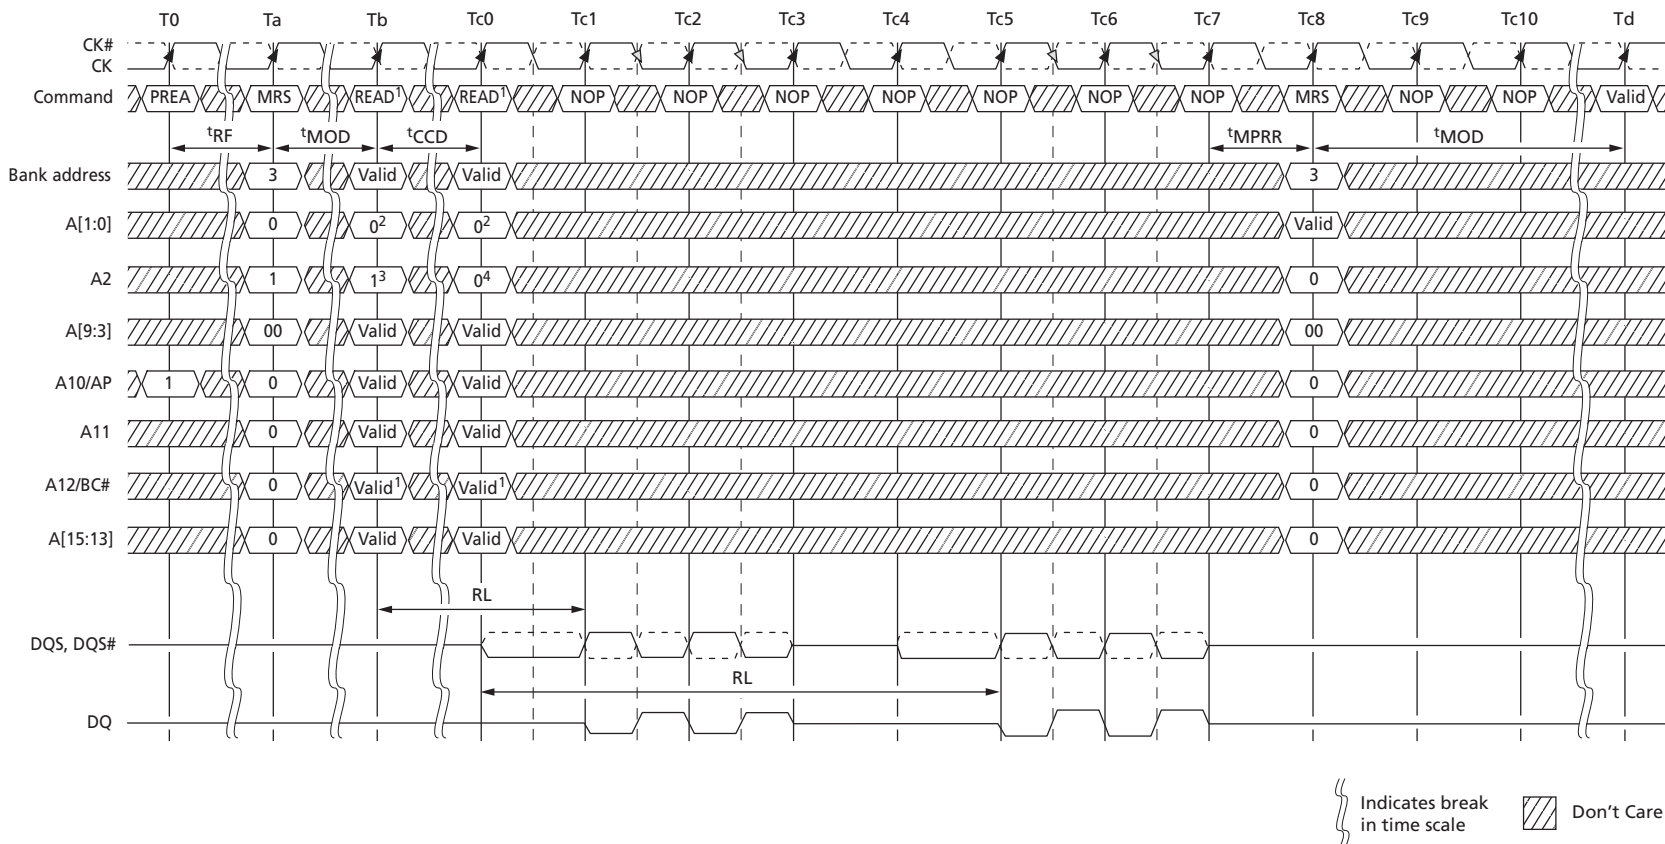 T0 Ta Tb Tc0 Tc1 Tc2 Tc3 Tc4 Tc5 Tc6 Tc7 Tc8 Tc9 Tc10 Td
CK#
CK
Command PREA MRS READ1 READ1 NOP NOP NOP NOP NOP NOP NOP MRS NOP NOP Valid
tRF tMOD tCCD tMPRR tMOD
Bank address 3 Valid Valid 3
A[1:0] 0 02 02 Valid
A2 1 13 04 0
A[9:3] 00 Valid Valid 00
A10/AP 1 0 Valid Valid 0
A11 0 Valid Valid 0
A12/BC# 0 Valid1 Valid1 0
A[15:13] 0 Valid Valid 0
RL
DQS, DQS#
RL
DQ
Indicates break
in time scale
Don't Care